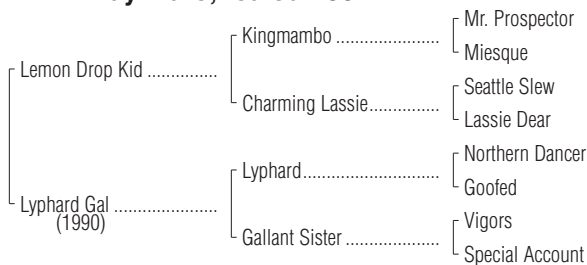 Mr. Prospector
Kingmambo ..................
Miesque
Lemon Drop Kid ..............
Seattle Slew
Charming Lassie...............
Lassie Dear
Northern Dancer
Lyphard.............................
Goofed
Lyphard Gal .....................
(1990)
Vigors
Gallant Sister ....................
Special Account